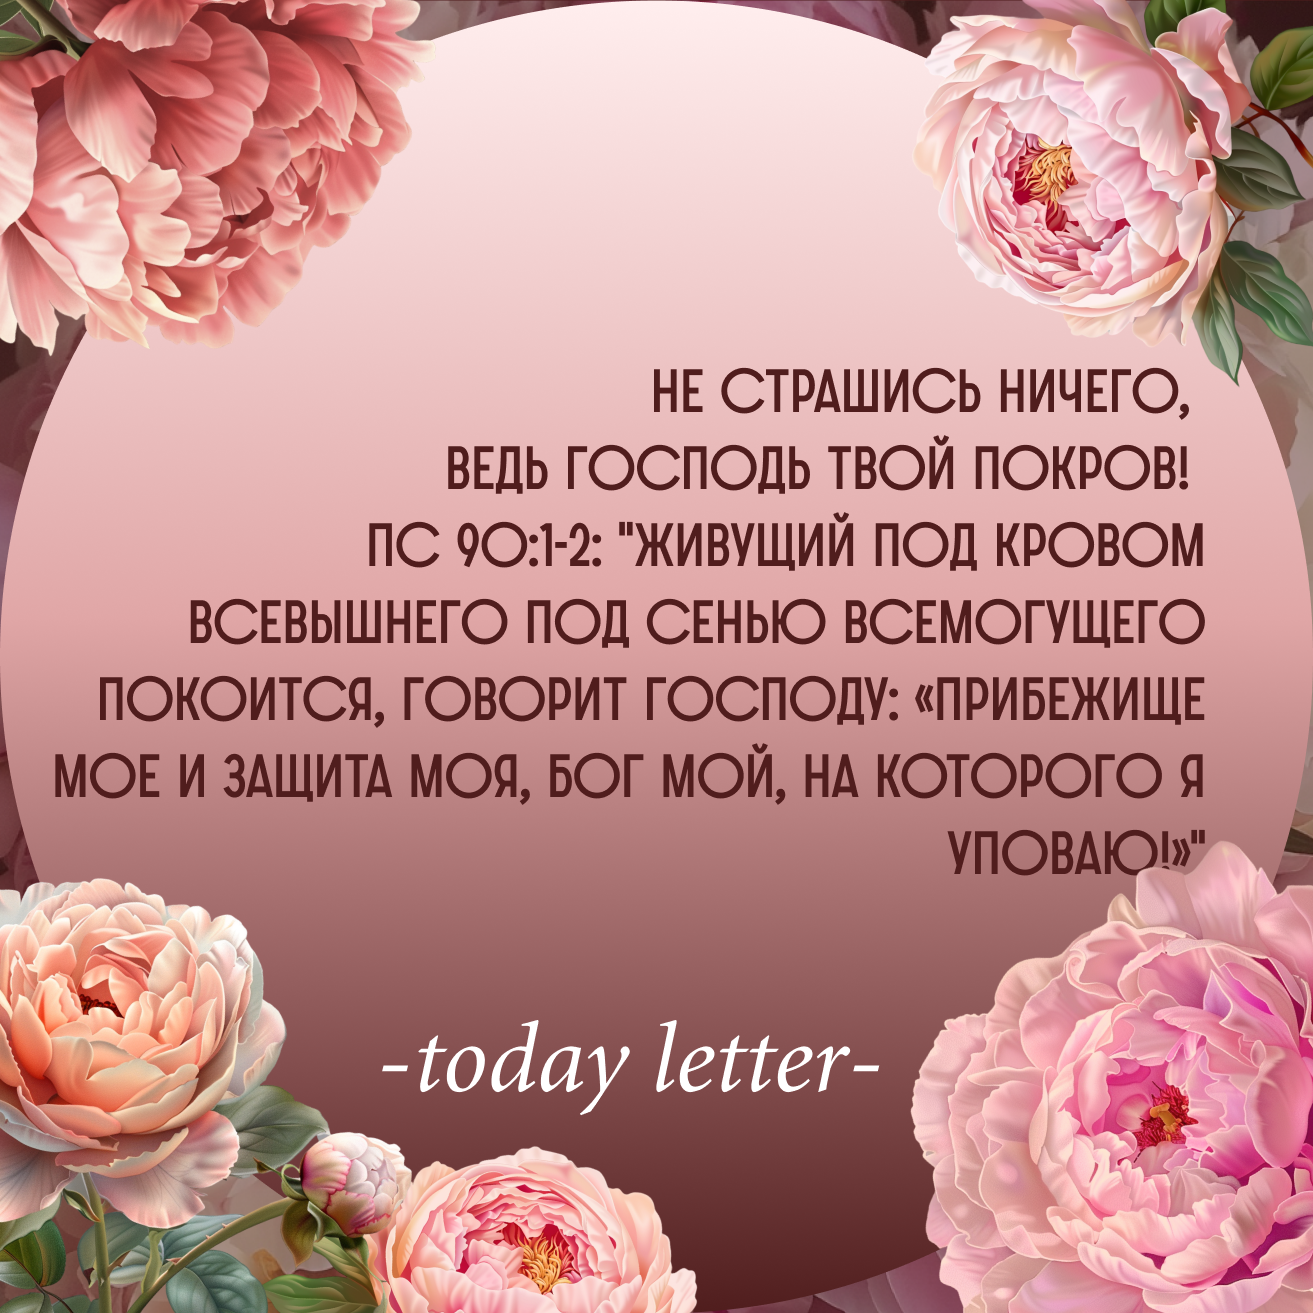 НЕ СТРАШИСЬ НИЧЕГО,
ВЕДЬ ГОСПОДЬ ТВОЙ ПОКРОВ!
ПС 90:1-2: "ЖИВУЩИЙ ПОД КРОВОМ
ВСЕВЫШНЕГО ПОД СЕНЬЮ ВСЕМОГУЩЕГО
ПОКОИТСЯ, ГОВОРИТ ГОСПОДУ: «ПРИБЕЖИЩЕ
МОЕ И ЗАЩИТА МОЯ, БОГ МОЙ, НА КОТОРОГО Я
УПОВАЮ!»"
-today letter-